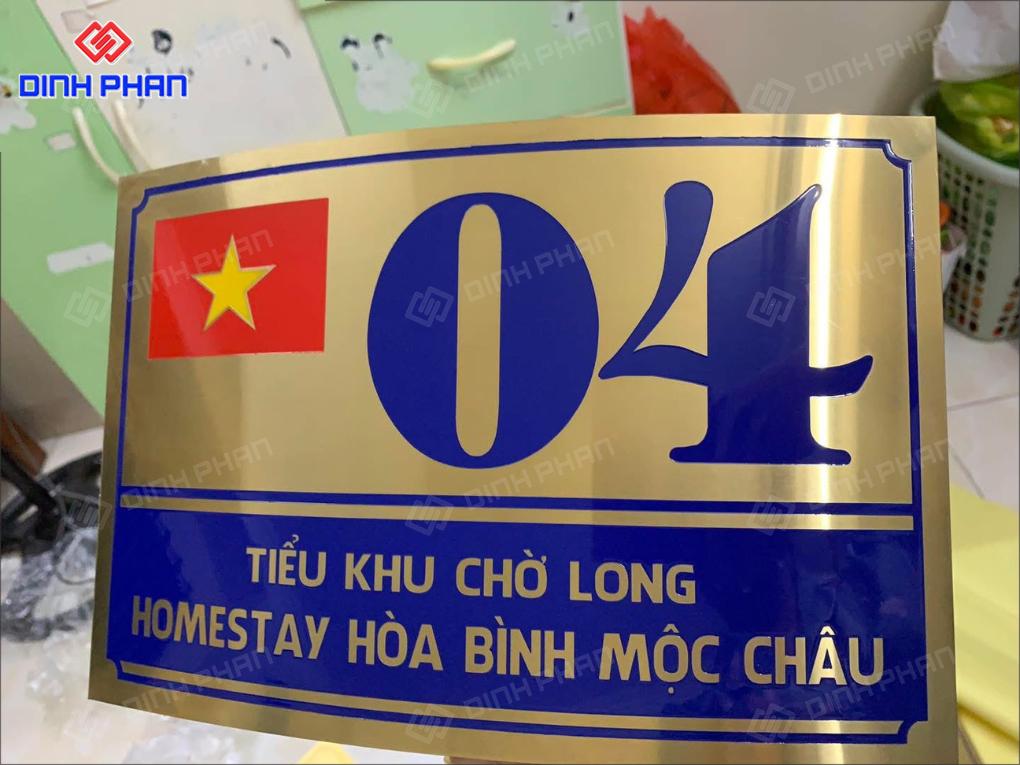 DINH PHAN
04
TIỂU KHU CHỜ LONG
HOMESTAY HÒA BÌNH MỘC CHÂU